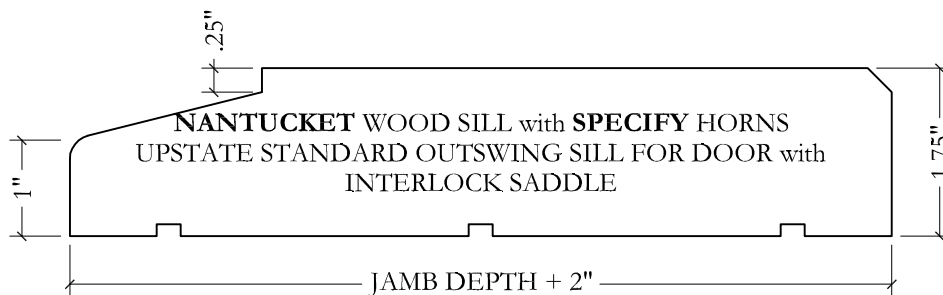 .25"
NANTUCKET WOOD SILL with SPECIFY HORNS
UPSTATE STANDARD OUTSWING SILL FOR DOOR with
INTERLOCK SADDLE
1"
1.75"
JAMB DEPTH + 2"